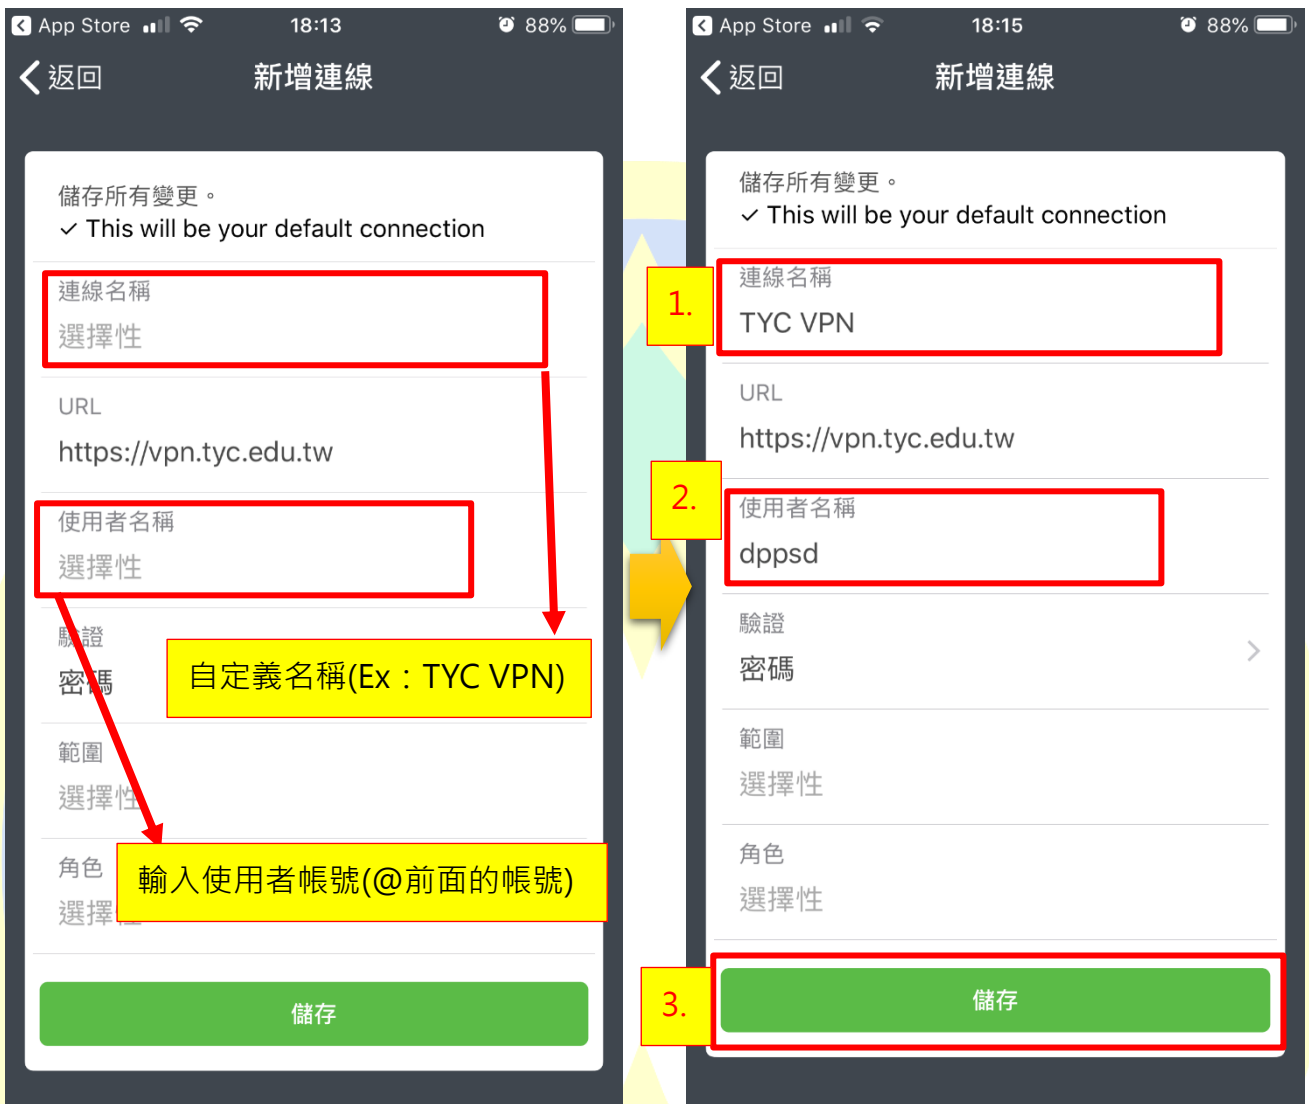 App Store
18:13
88%
返回
新增連線
儲存所有變更。
✓ This will be your default connection
連線名稱
選擇性
URL
https://vpn.tyc.edu.tw
使用者名稱
選擇性
驗證
密碼
自定義名稱(Ex：TYC VPN)
範圍
選擇性
角色
輸入使用者帳號(@前面的帳號)
選擇
儲存
App Store
18:15
88%
返回
新增連線
儲存所有變更。
✓ This will be your default connection
1.
連線名稱
TYC VPN
URL
https://vpn.tyc.edu.tw
2.
使用者名稱
dppsd
驗證
密碼
範圍
選擇性
角色
選擇性
3.
儲存